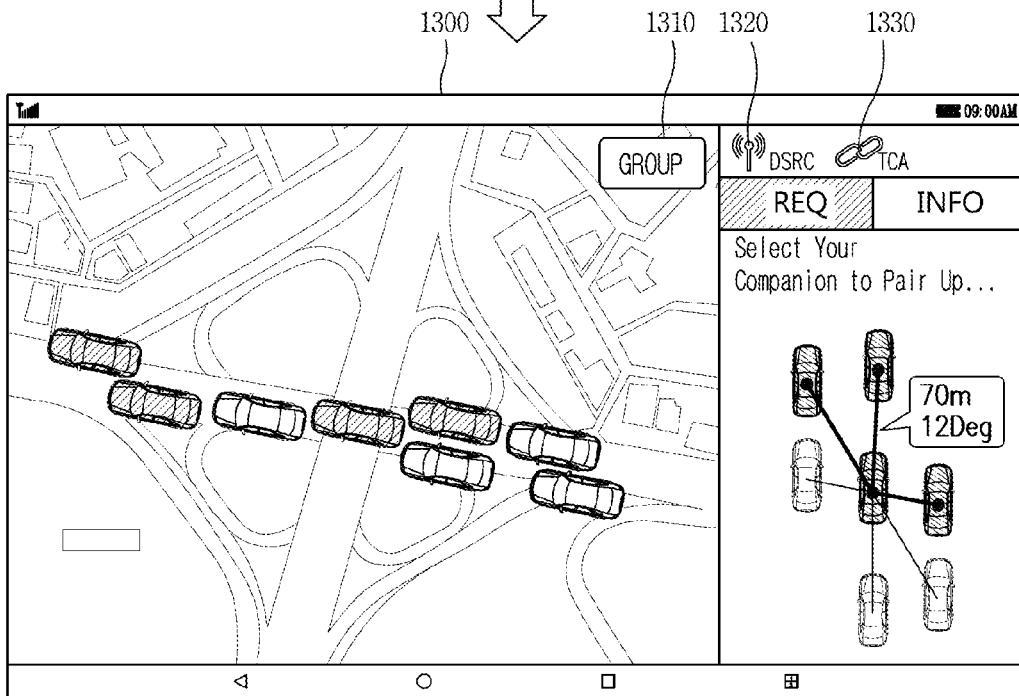 1300 1310 1320 1330
09:00AM
GROUP
DSRC TCA
REQ INFO
Select Your
Companion to Pair Up...
70m
12Deg